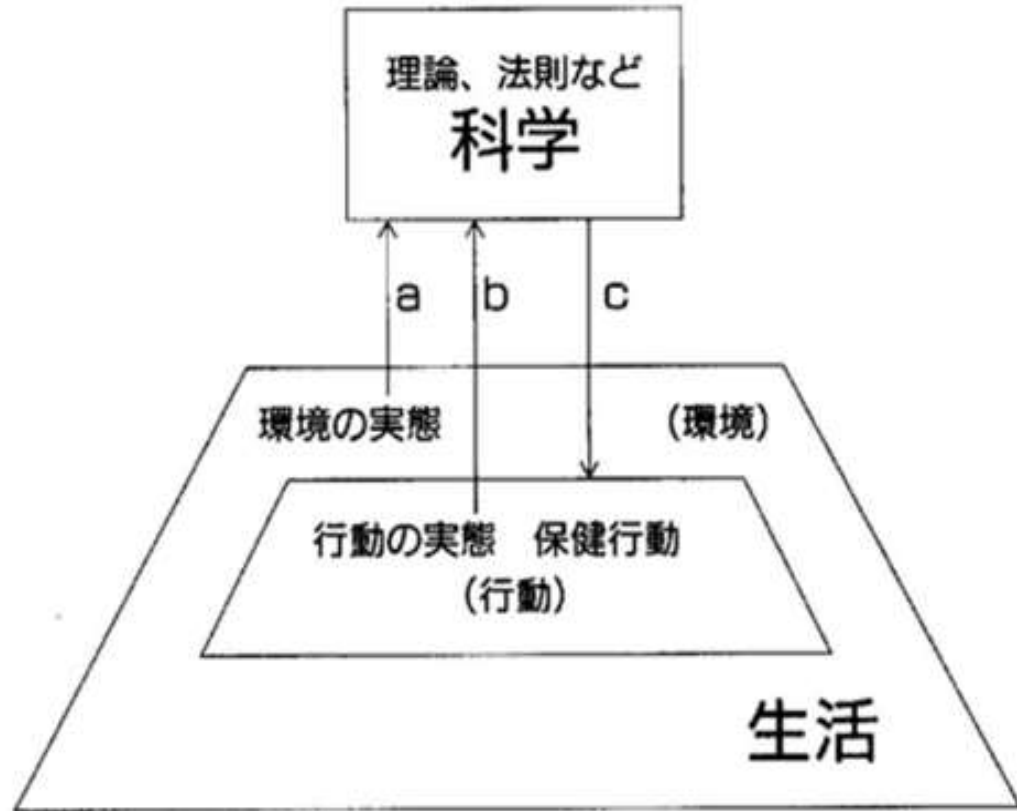 理論、法則など
科学
a
b
c
環境の実態
(環境)
行動の実態 保健行動
(行動)
生活